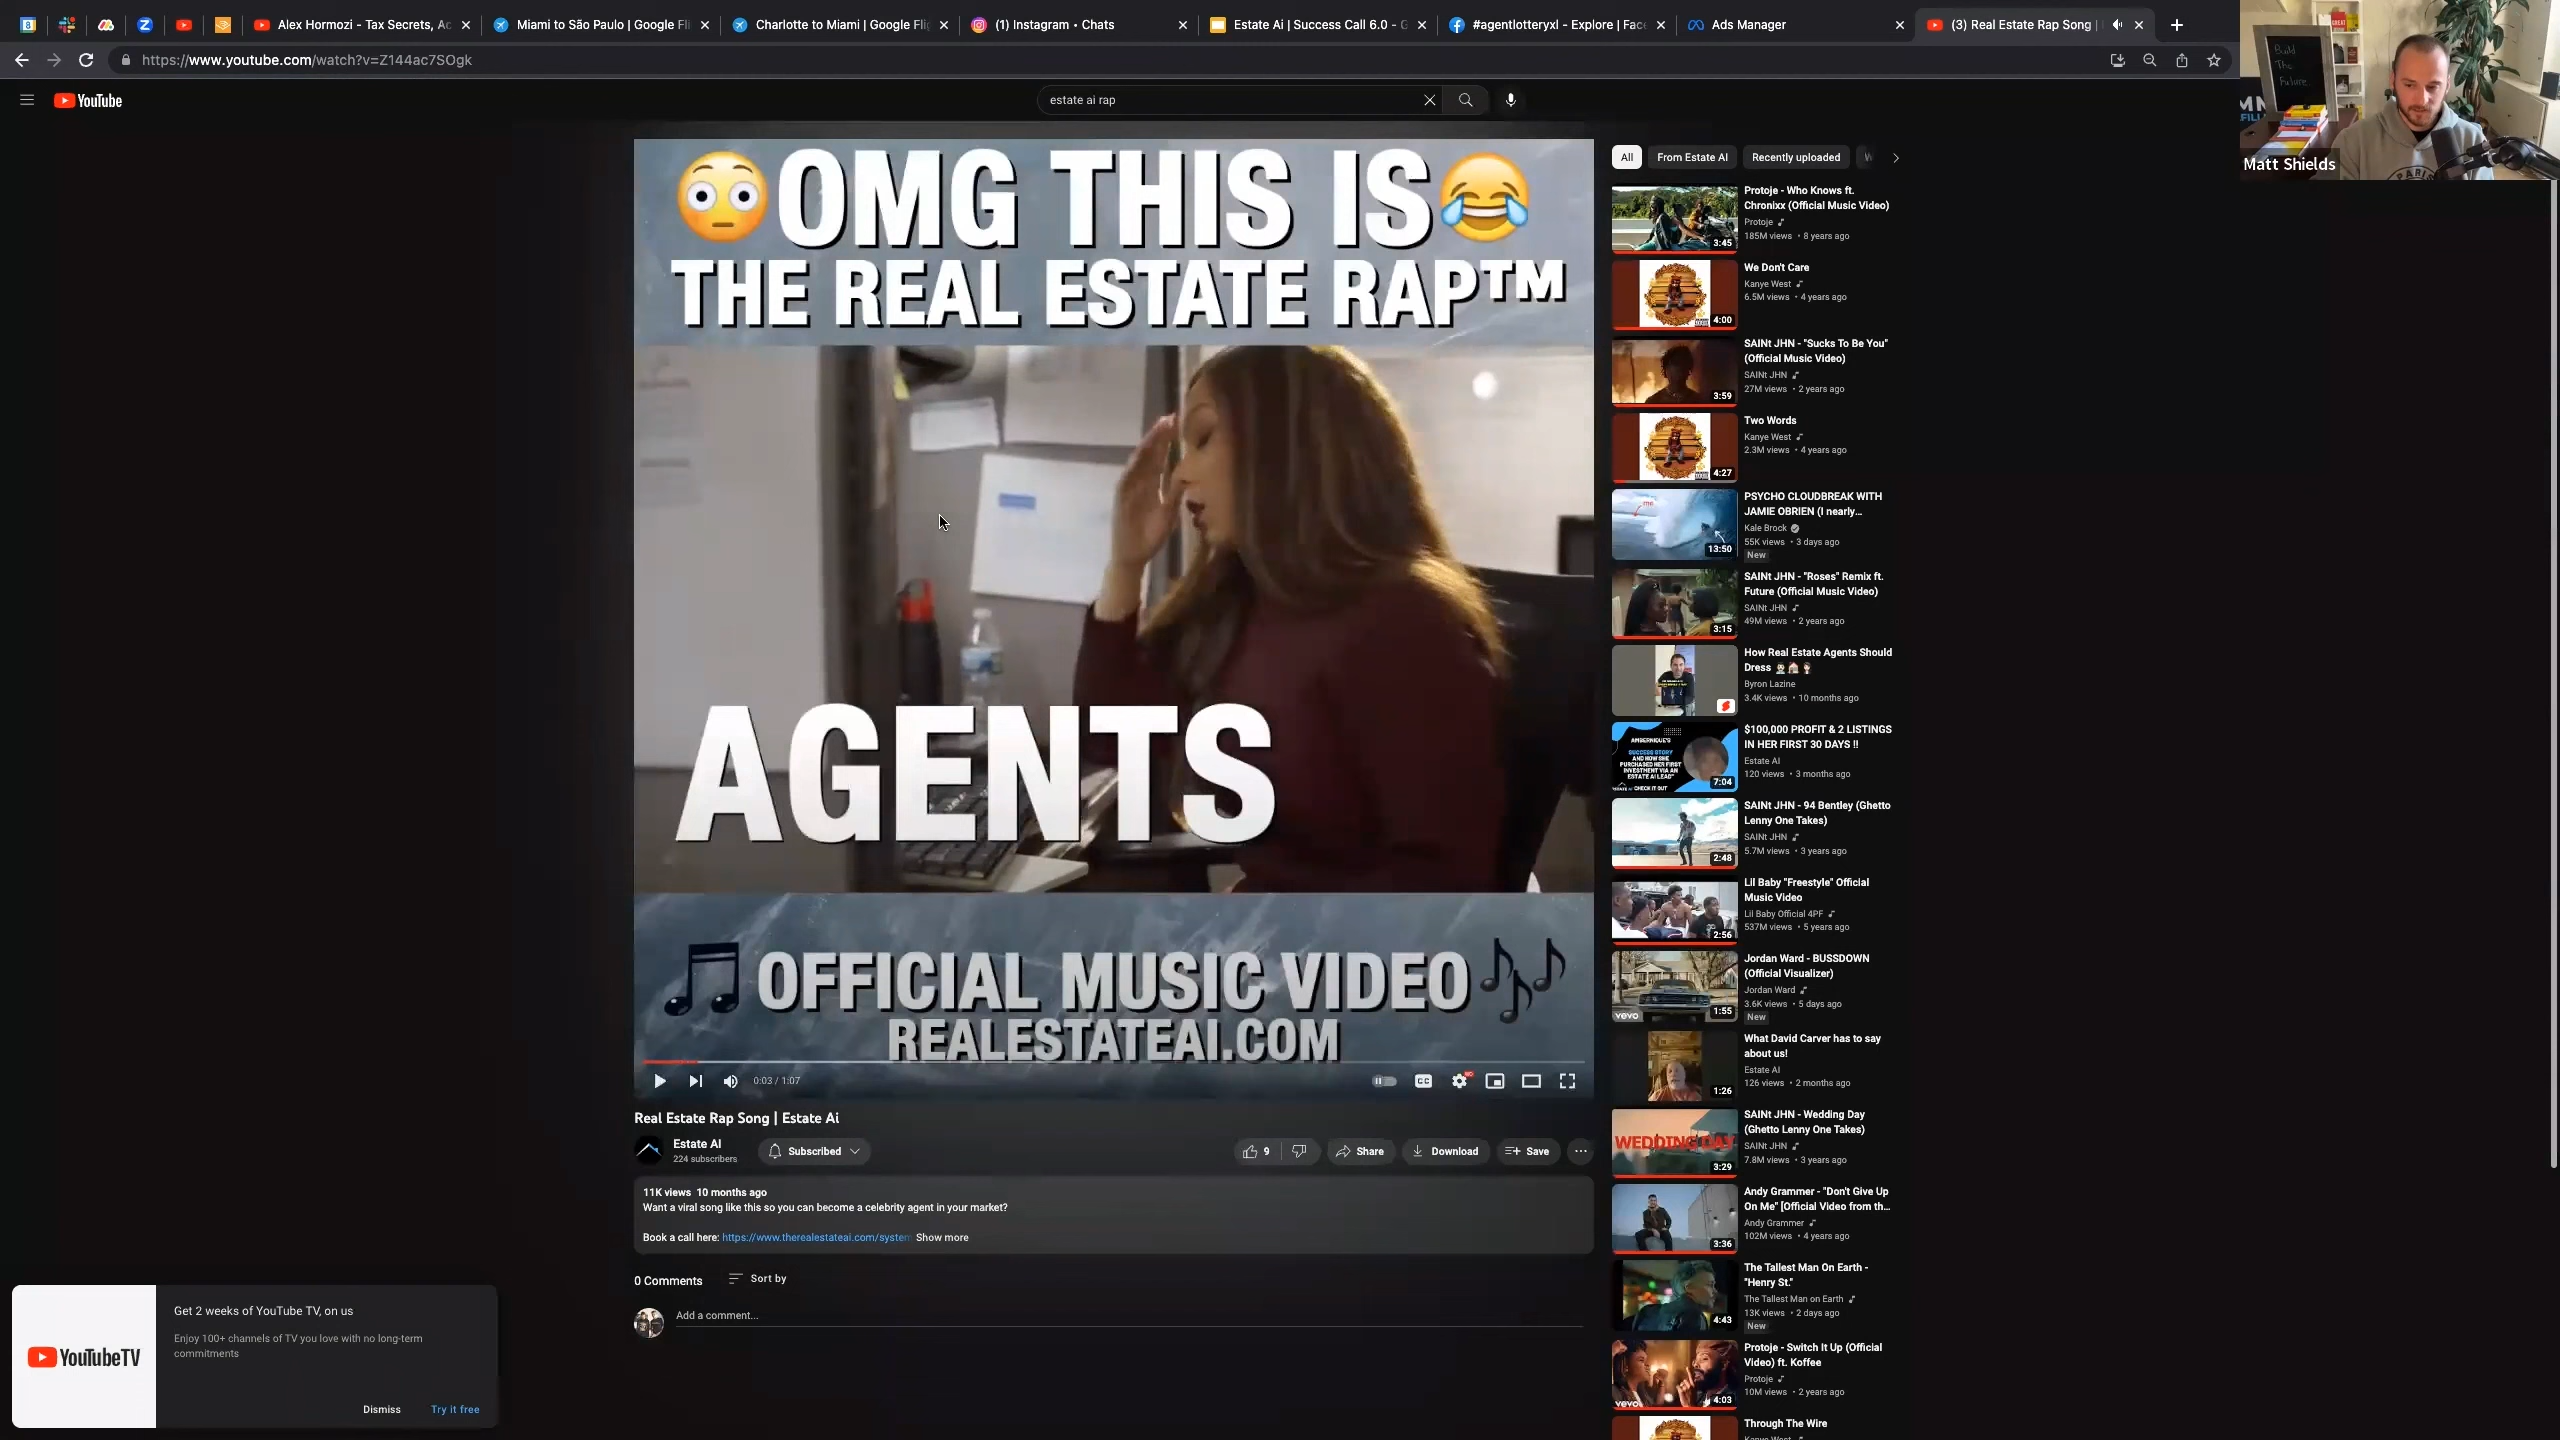 Alex Hormozi - Tax Secrets, Ac
Miami to São Paulo | Google Fli
Charlotte to Miami | Google Flig
(1) Instagram • Chats
Estate Ai | Success Call 6.0 - G
#agentlotteryxl - Explore | Face
Ads Manager
(3) Real Estate Rap Song |
https://www.youtube.com/watch?v=Z144ac7SOgk
YouTube
estate ai rap
Build
The
Future
Matt Shields
😳OMG THIS IS😂
THE REAL ESTATE RAP™
AGENTS
🎵OFFICIAL MUSIC VIDEO🎶
REALESTATEAI.COM
0:03 / 1:07
Real Estate Rap Song | Estate Ai
Estate AI
224 subscribers
Subscribed
9
Share
Download
Save
11K views 10 months ago
Want a viral song like this so you can become a celebrity agent in your market?
Book a call here: https://www.therealestateai.com/system Show more
0 Comments
Sort by
Add a comment...
All
From Estate AI
Recently uploaded
Protoje - Who Knows ft.
Chronixx (Official Music Video)
Protoje
185M views • 8 years ago
3:45
We Don't Care
Kanye West
6.5M views • 4 years ago
4:00
SAINt JHN - "Sucks To Be You"
(Official Music Video)
SAINt JHN
27M views • 2 years ago
3:59
Two Words
Kanye West
2.3M views • 4 years ago
4:27
PSYCHO CLOUDBREAK WITH
JAMIE OBRIEN (I nearly...
Kale Brock
55K views • 3 days ago
New
13:50
SAINt JHN - "Roses" Remix ft.
Future (Official Music Video)
SAINt JHN
49M views • 2 years ago
3:15
How Real Estate Agents Should
Dress
Byron Lazine
3.4K views • 10 months ago
$100,000 PROFIT & 2 LISTINGS
IN HER FIRST 30 DAYS !!
Estate AI
120 views • 3 months ago
7:04
SAINt JHN - 94 Bentley (Ghetto
Lenny One Takes)
SAINt JHN
5.7M views • 3 years ago
2:48
Lil Baby "Freestyle" Official
Music Video
Lil Baby Official 4PF
537M views • 5 years ago
2:56
Jordan Ward - BUSSDOWN
(Official Visualizer)
Jordan Ward
3.6K views • 5 days ago
New
vevo
1:55
What David Carver has to say
about us!
Estate AI
126 views • 2 months ago
1:26
SAINt JHN - Wedding Day
(Ghetto Lenny One Takes)
SAINt JHN
7.8M views • 3 years ago
WEDDING DAY
3:29
Andy Grammer - "Don't Give Up
On Me" [Official Video from th...
Andy Grammer
102M views • 4 years ago
3:36
The Tallest Man On Earth -
"Henry St."
The Tallest Man on Earth
13K views • 2 days ago
New
4:43
Protoje - Switch It Up (Official
Video) ft. Koffee
Protoje
10M views • 2 years ago
vevo
4:03
Through The Wire
Get 2 weeks of YouTube TV, on us
Enjoy 100+ channels of TV you love with no long-term
commitments
YouTubeTV
Dismiss
Try it free